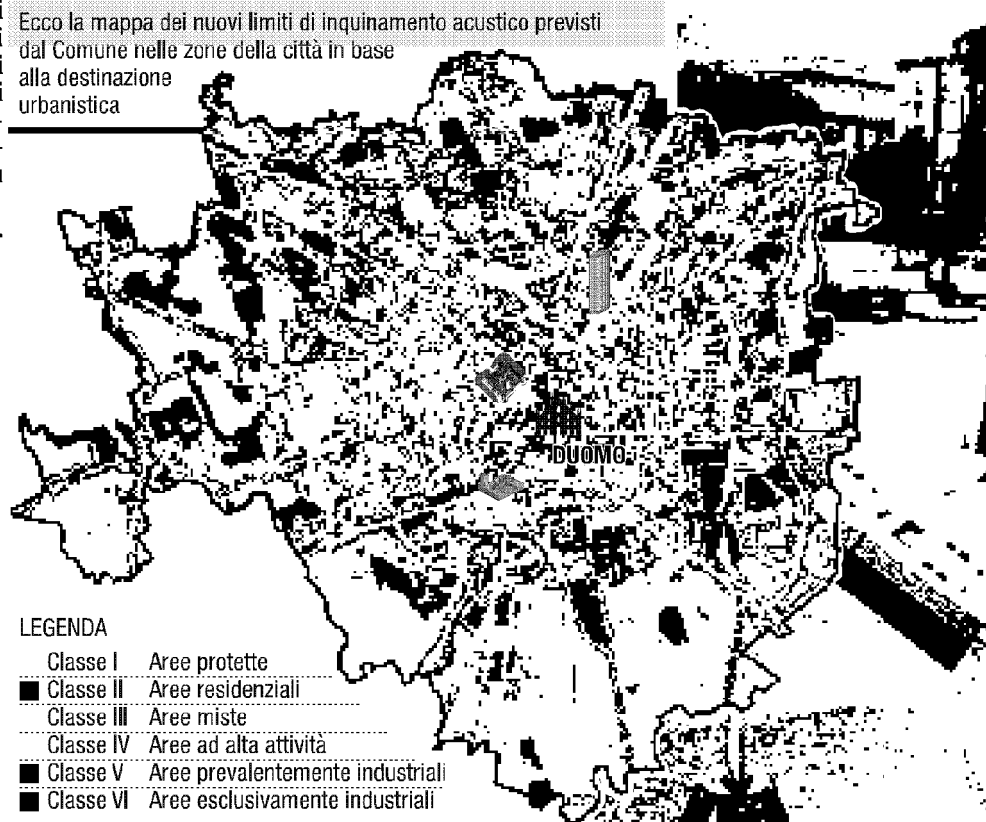 Ecco la mappa dei nuovi limiti di inquinamento acustico previsti
dal Comune nelle zone della città in base
alla destinazione
urbanistica
DUOMO
LEGENDA
Classe I Aree protette
Classe II Aree residenziali
Classe III Aree miste
Classe IV Aree ad alta attività
Classe V Aree prevalentemente industriali
Classe VI Aree esclusivamente industriali